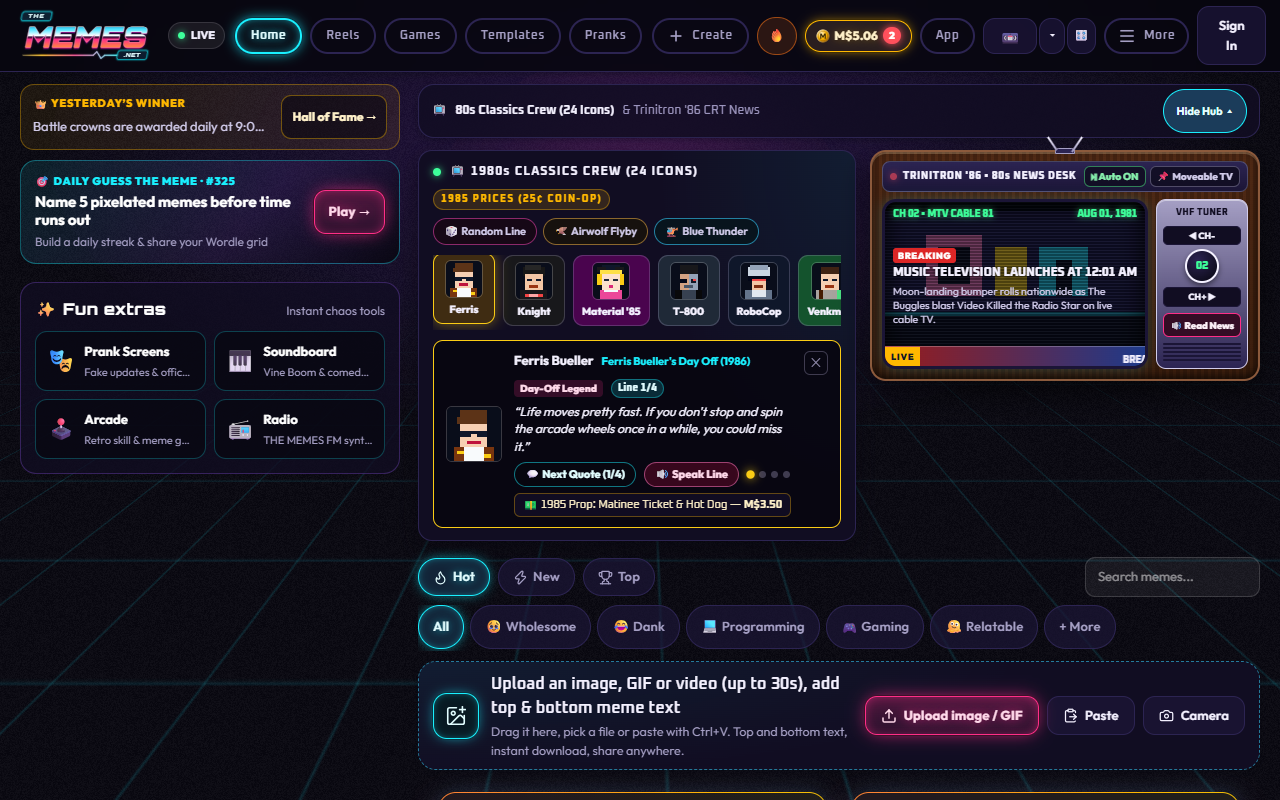 THE
MEMES
.NET
LIVE
Home
Reels
Games
Templates
Pranks
Create
M$5.06
2
App
More
Sign
In
YESTERDAY'S WINNER
Battle crowns are awarded daily at 9:0...
Hall of Fame →
DAILY GUESS THE MEME · #325
Name 5 pixelated memes before time
runs out
Build a daily streak & share your Wordle grid
Play →
Fun extras
Instant chaos tools
Prank Screens
Fake updates & offic...
Soundboard
Vine Boom & comed...
Arcade
Retro skill & meme g...
Radio
THE MEMES FM synt...
80s Classics Crew (24 Icons)
& Trinitron '86 CRT News
Hide Hub
1980s CLASSICS CREW (24 ICONS)
1985 PRICES (25¢ COIN-OP)
Random Line
Airwolf Flyby
Blue Thunder
Ferris
Knight
Material '85
T-800
RoboCop
Venkm
Ferris Bueller
Ferris Bueller's Day Off (1986)
Day-Off Legend
Line 1/4
“Life moves pretty fast. If you don't stop and spin
the arcade wheels once in a while, you could miss
it.”
Next Quote (1/4)
Speak Line
1985 Prop: Matinee Ticket & Hot Dog — M$3.50
TRINITRON '86 • 80s NEWS DESK
Auto ON
Moveable TV
CH 02 • MTV CABLE 81
AUG 01, 1981
BREAKING
MUSIC TELEVISION LAUNCHES AT 12:01 AM
Moon-landing bumper rolls nationwide as The
Buggles blast Video Killed the Radio Star on live
cable TV.
LIVE
BREA
VHF TUNER
◀ CH-
02
CH+ ▶
Read News
Hot
New
Top
Search memes...
All
Wholesome
Dank
Programming
Gaming
Relatable
+ More
Upload an image, GIF or video (up to 30s), add
top & bottom meme text
Drag it here, pick a file or paste with Ctrl+V. Top and bottom text,
instant download, share anywhere.
Upload image / GIF
Paste
Camera